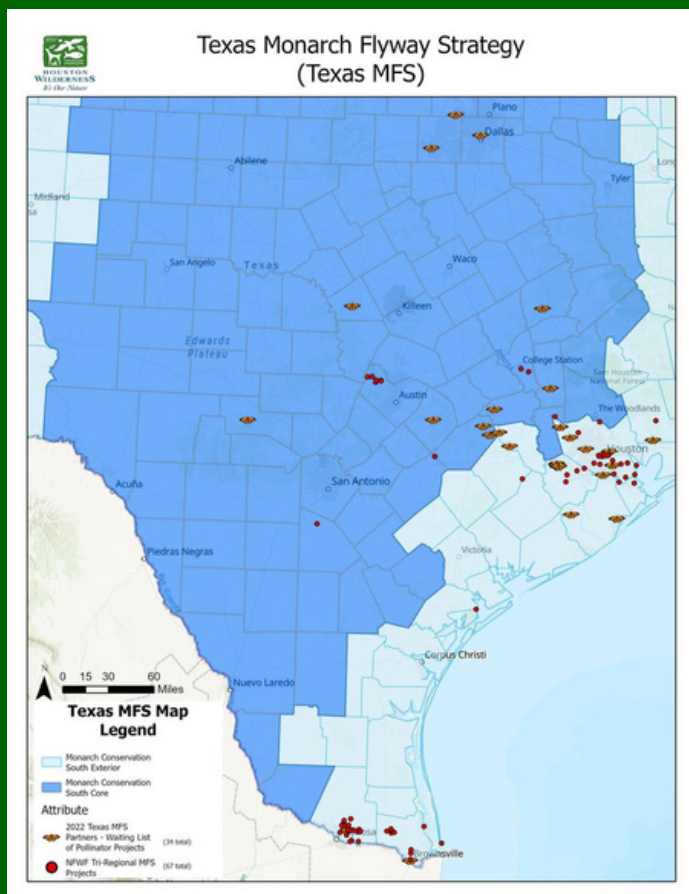 HOUSTON
WILDERNESS
It's Our Nature
Texas Monarch Flyway Strategy
(Texas MFS)
Plano
Dallas
Abilene
Tyler
Midland
San Angelo
Texas
Waco
Killeen
Edwards
Plateau
College Station
Sam Houston
National Forest
Austin
The Woodlands
Houston
San Antonio
Acuña
Victoria
Piedras Negras
Rio Grande
Corpus Christi
Nuevo Laredo
N
0 15 30 60
Miles
Texas MFS Map
Legend
Monarch Conservation
South Exterior
Monarch Conservation
South Core
Attribute
2022 Texas MFS
Partners - Waiting List
of Pollinator Projects
(34 total)
NFWF Tri-Regional MFS
Projects
(67 total)
Brownsville